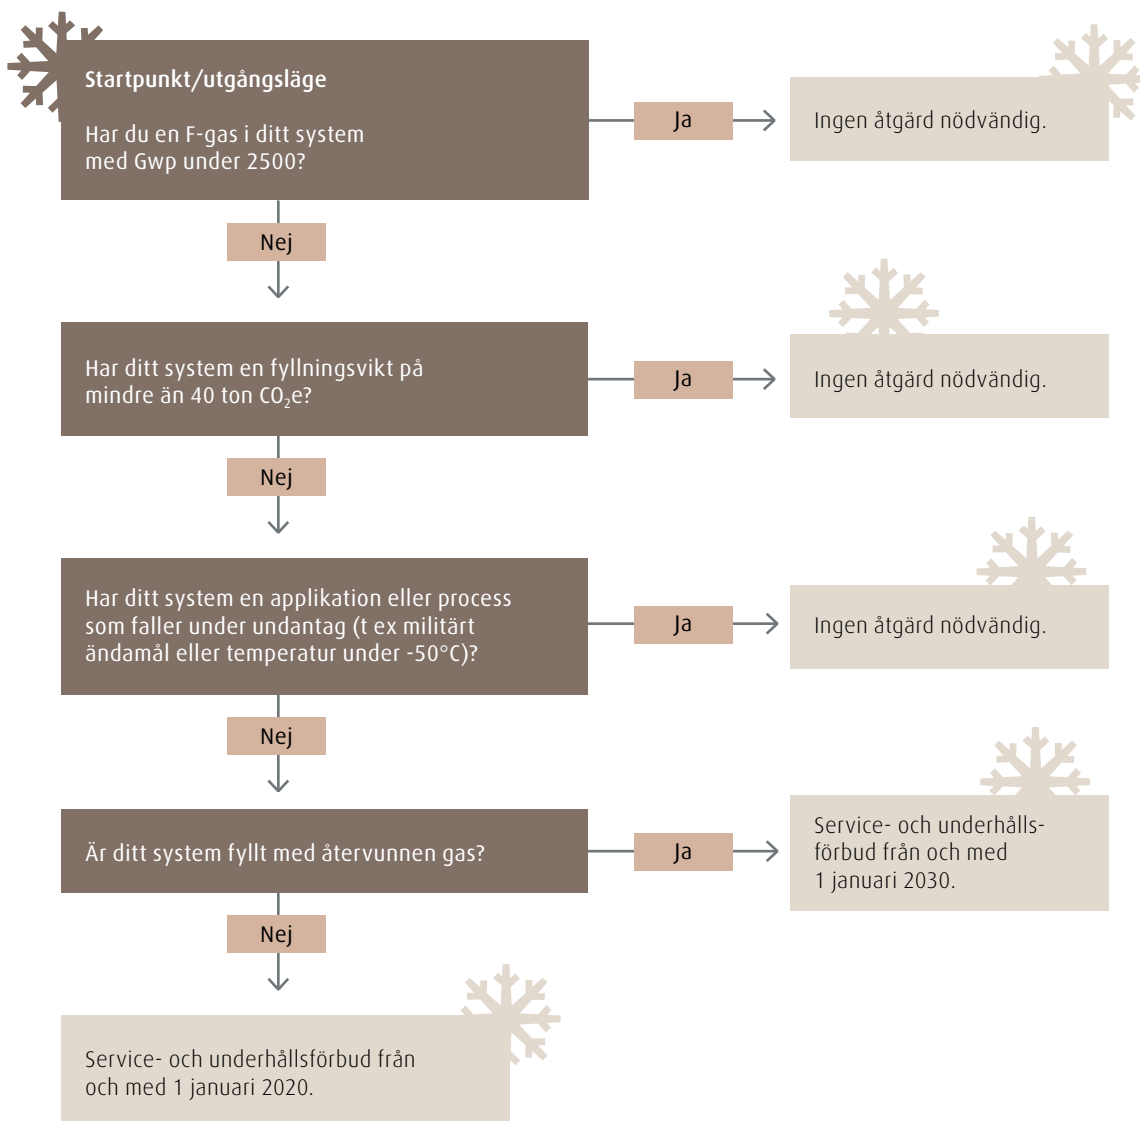 Startpunkt/utgångsläge
Har du en F-gas i ditt system
med Gwp under 2500?
Ja
Ingen åtgärd nödvändig.
Nej
Har ditt system en fyllningsvikt på
mindre än 40 ton CO₂e?
Ja
Ingen åtgärd nödvändig.
Nej
Har ditt system en applikation eller process
som faller under undantag (t ex militärt
ändamål eller temperatur under -50°C)?
Ja
Ingen åtgärd nödvändig.
Nej
Är ditt system fyllt med återvunnen gas?
Ja
Service- och underhålls-
förbud från och med
1 januari 2030.
Nej
Service- och underhållsförbud från
och med 1 januari 2020.